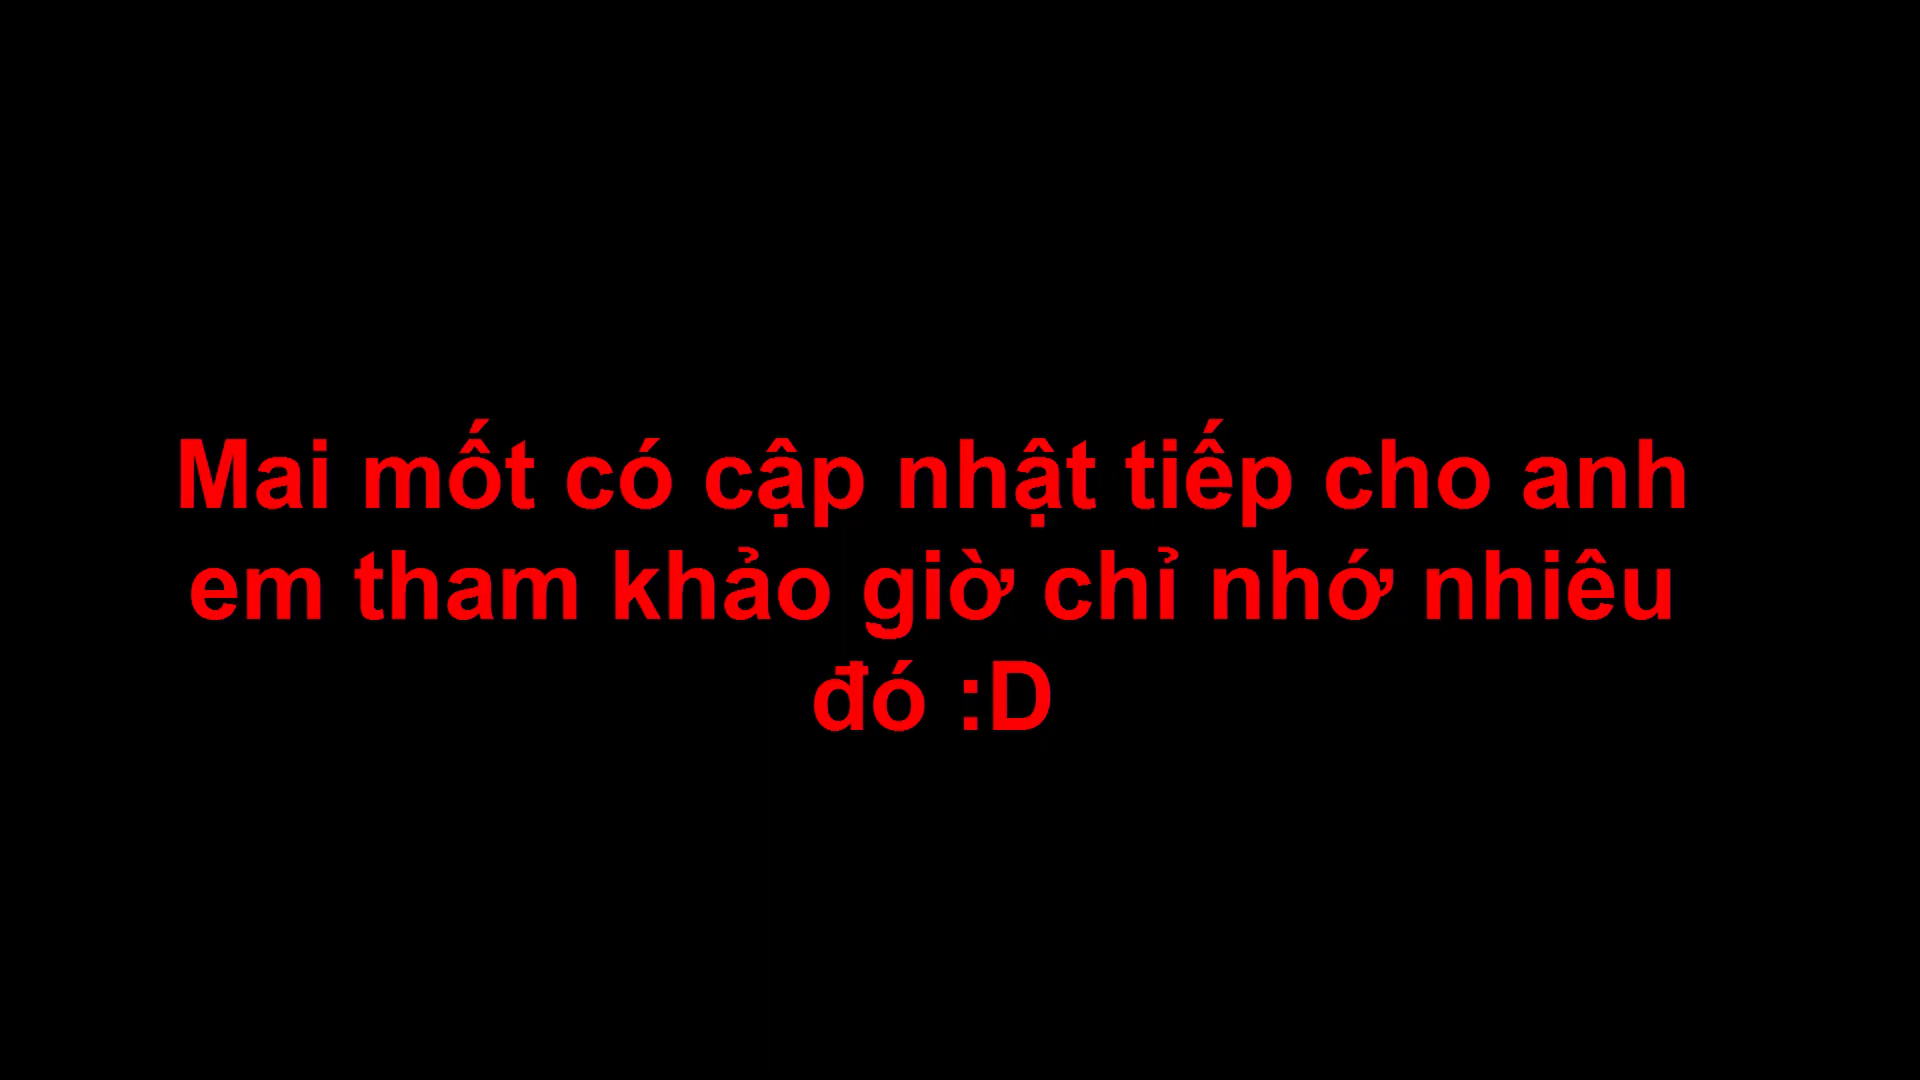 Mai mốt có cập nhật tiếp cho anh
em tham khảo giờ chỉ nhớ nhiêu
đó :D